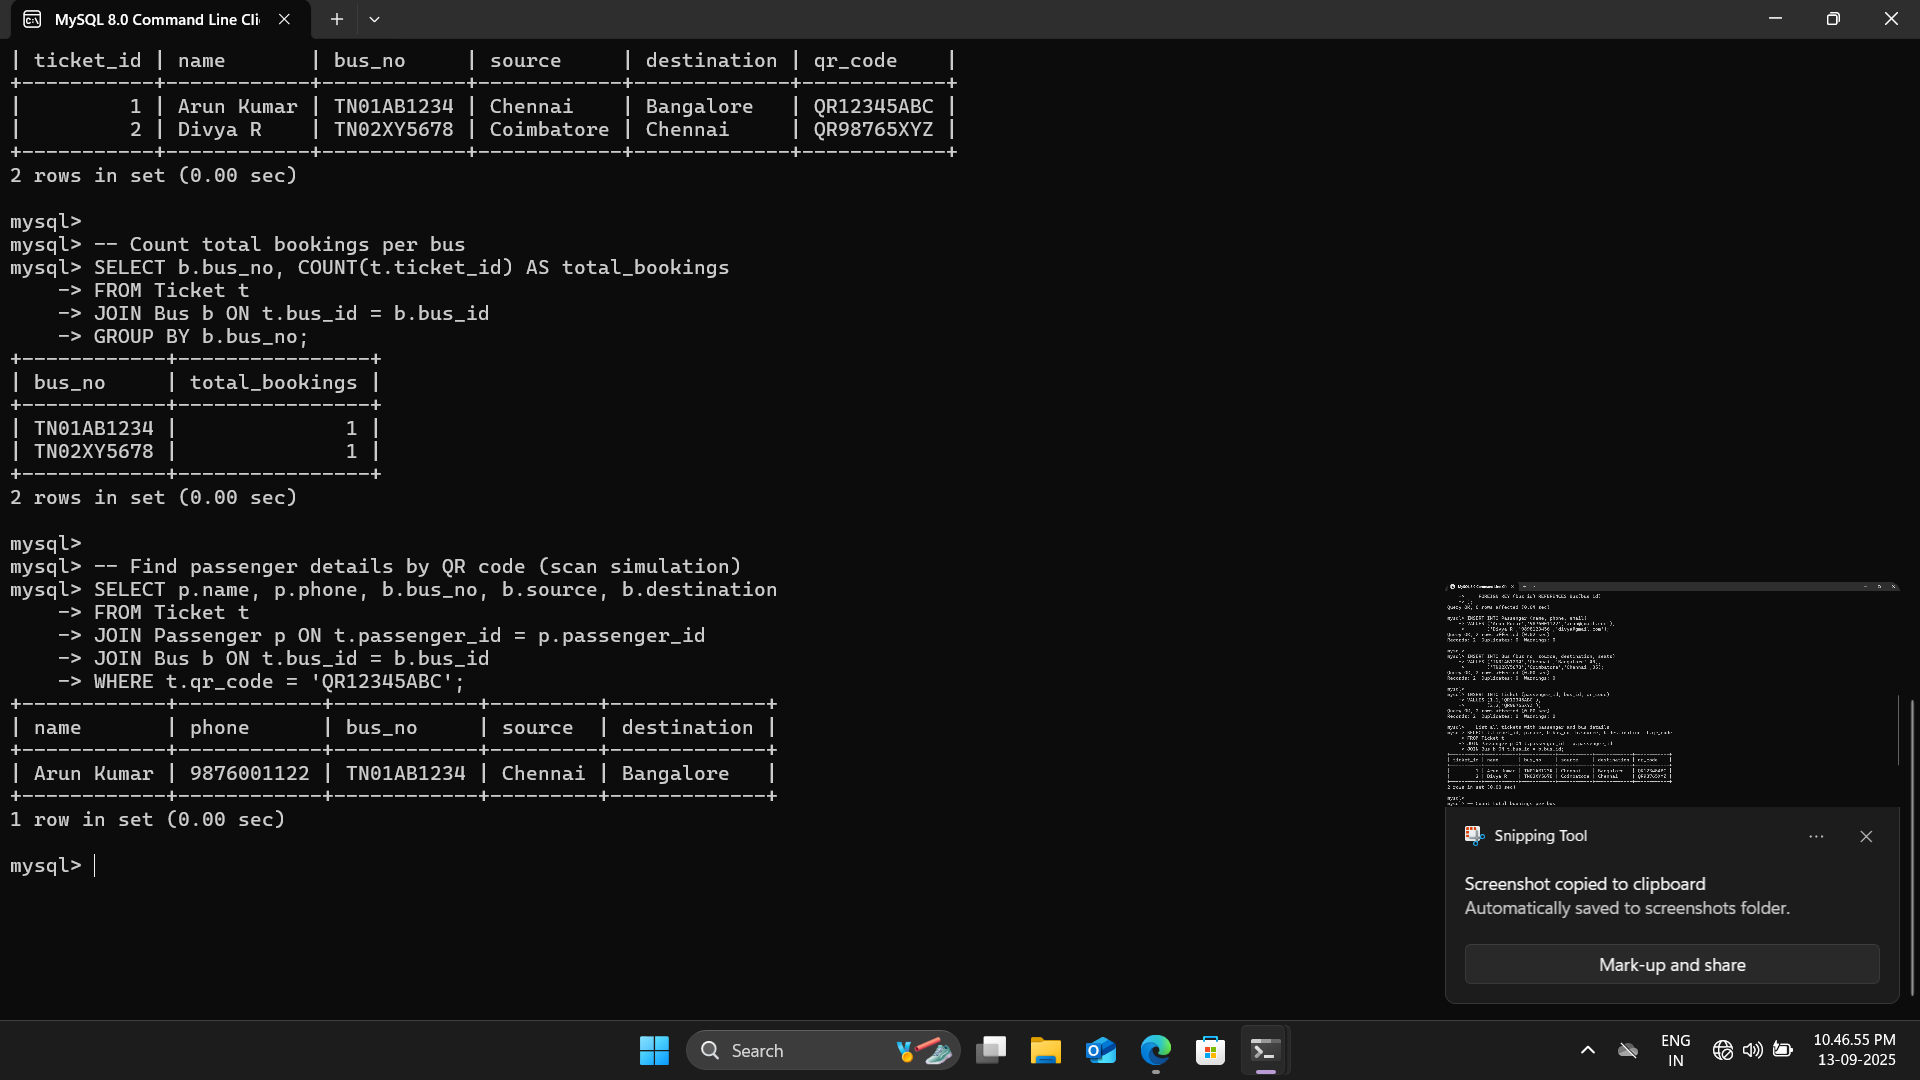 MySQL 8.0 Command Line Cli
| ticket_id | name       | bus_no     | source     | destination | qr_code    |
+-----------+------------+------------+------------+-------------+------------+
|         1 | Arun Kumar | TN01AB1234 | Chennai    | Bangalore   | QR12345ABC |
|         2 | Divya R    | TN02XY5678 | Coimbatore | Chennai     | QR98765XYZ |
+-----------+------------+------------+------------+-------------+------------+
2 rows in set (0.00 sec)
mysql>
mysql> -- Count total bookings per bus
mysql> SELECT b.bus_no, COUNT(t.ticket_id) AS total_bookings
    -> FROM Ticket t
    -> JOIN Bus b ON t.bus_id = b.bus_id
    -> GROUP BY b.bus_no;
+------------+----------------+
| bus_no     | total_bookings |
+------------+----------------+
| TN01AB1234 |              1 |
| TN02XY5678 |              1 |
+------------+----------------+
2 rows in set (0.00 sec)
mysql>
mysql> -- Find passenger details by QR code (scan simulation)
mysql> SELECT p.name, p.phone, b.bus_no, b.source, b.destination
    -> FROM Ticket t
    -> JOIN Passenger p ON t.passenger_id = p.passenger_id
    -> JOIN Bus b ON t.bus_id = b.bus_id
    -> WHERE t.qr_code = 'QR12345ABC';
+------------+------------+------------+---------+-------------+
| name       | phone      | bus_no     | source  | destination |
+------------+------------+------------+---------+-------------+
| Arun Kumar | 9876001122 | TN01AB1234 | Chennai | Bangalore   |
+------------+------------+------------+---------+-------------+
1 row in set (0.00 sec)
mysql>
Snipping Tool
Screenshot copied to clipboard
Automatically saved to screenshots folder.
Mark-up and share
Search
ENG
IN
10.46.55 PM
13-09-2025